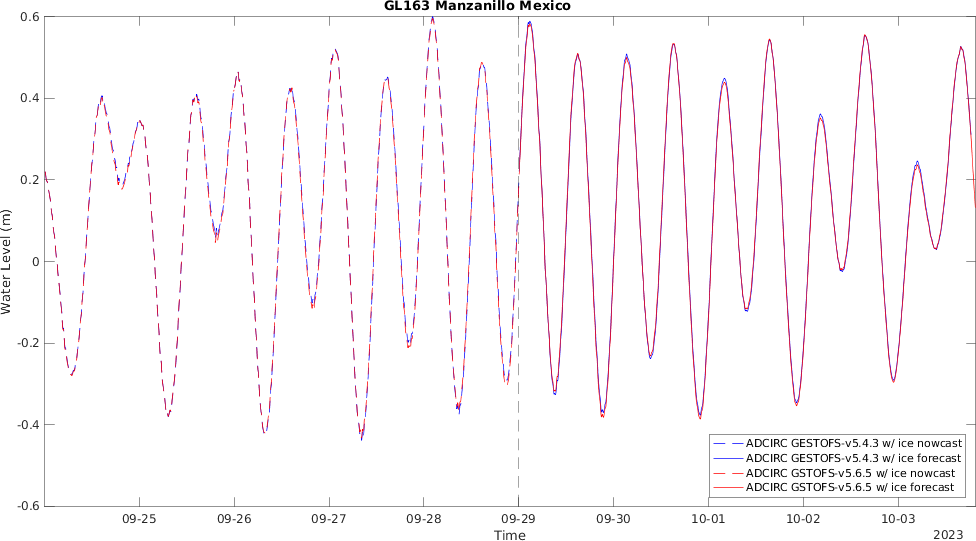 GL163 Manzanillo Mexico
0.6
0.4
0.2
0
-0.2
-0.4
-0.6
Water Level (m)
09-25 09-26 09-27 09-28 09-29 09-30 10-01 10-02 10-03
Time
2023
ADCIRC GESTOFS-v5.4.3 w/ ice nowcast
ADCIRC GESTOFS-v5.4.3 w/ ice forecast
ADCIRC GSTOFS-v5.6.5 w/ ice nowcast
ADCIRC GSTOFS-v5.6.5 w/ ice forecast